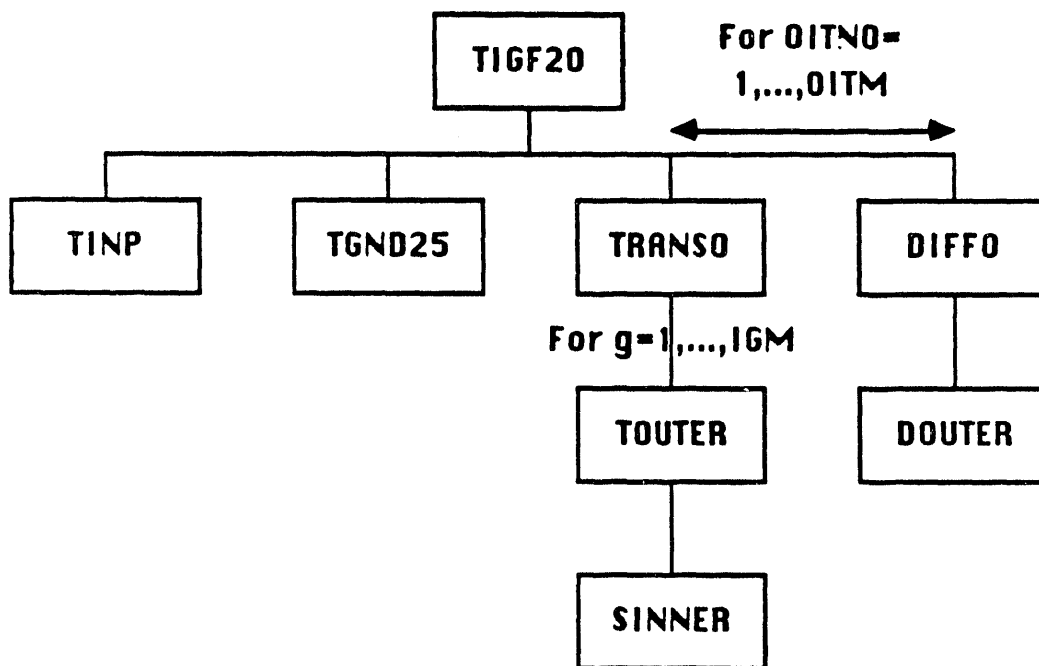 TIGF20
For OITNO=
1,...,OITM
TINP
TGND25
TRANSO
DIFFO
For g=1,...,IGM
TOUTER
DOUTER
SINNER